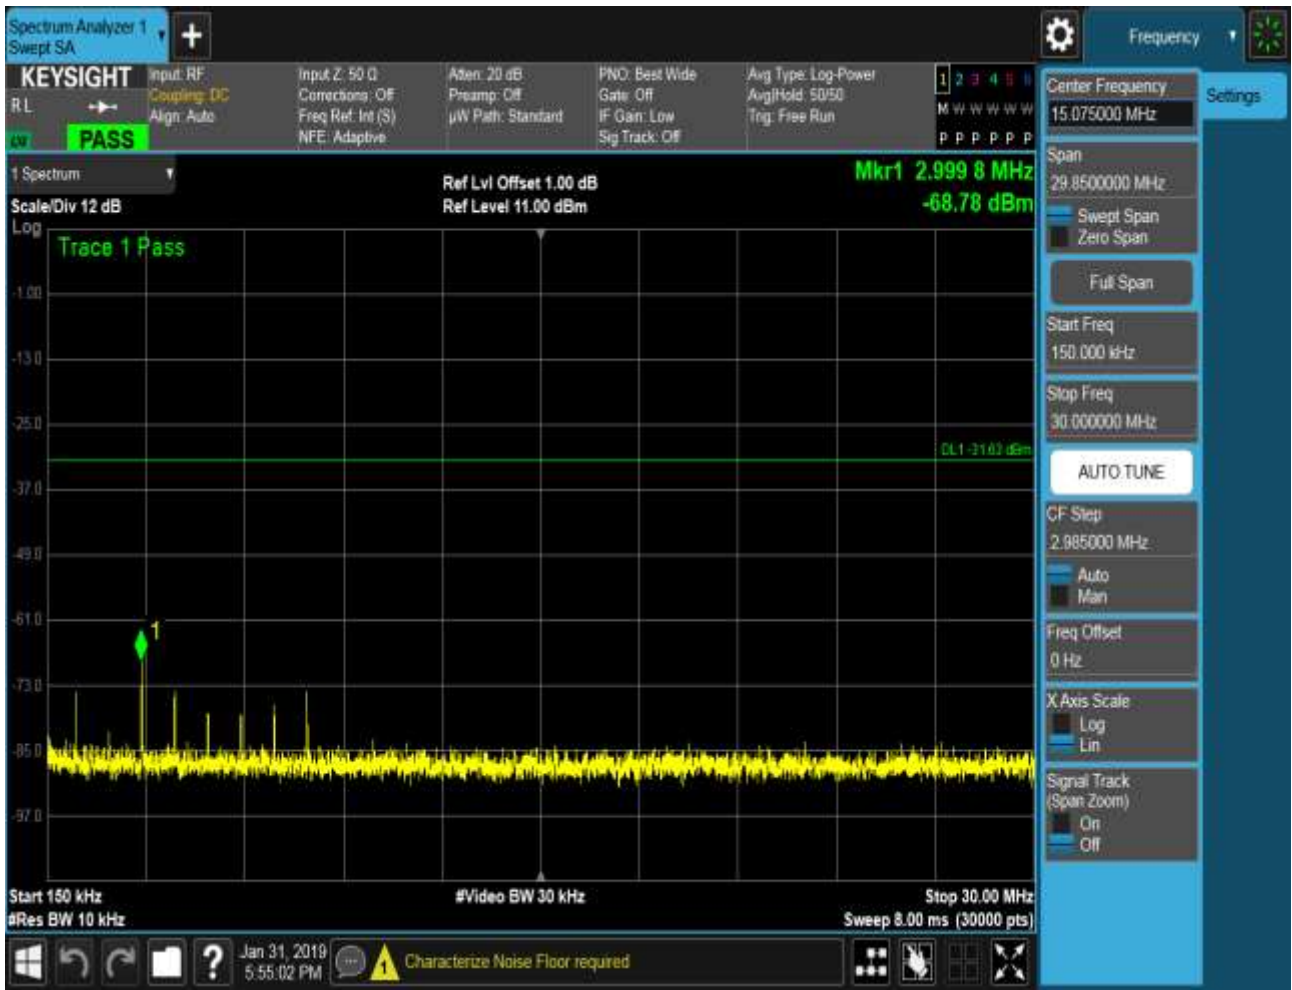 Spectrum Analyzer 1
Swept SA
Frequency
KEYSIGHT
R L
PASS
Input: RF
Coupling: DC
Align: Auto
Input Z: 50 Ω
Corrections: Off
Freq Ref: Int (S)
NFE: Adaptive
Atten: 20 dB
Preamp: Off
µW Path: Standard
PNO: Best Wide
Gate: Off
IF Gain: Low
Sig Track: Off
Avg Type: Log-Power
Avg|Hold: 50/50
Trig: Free Run
1 2 3 4 5 6
M W W W W W
P P P P P P
1 Spectrum
Scale/Div 12 dB
Ref Lvl Offset 1.00 dB
Ref Level 11.00 dBm
Mkr1 2.999 8 MHz
-68.78 dBm
Log
Trace 1 Pass
-1.00
-13.0
-25.0
DL1 -31.63 dBm
-37.0
-49.0
-61.0
1
-73.0
-85.0
-97.0
Start 150 kHz
#Res BW 10 kHz
#Video BW 30 kHz
Stop 30.00 MHz
Sweep 8.00 ms (30000 pts)
Center Frequency
15.075000 MHz
Settings
Span
29.8500000 MHz
Swept Span
Zero Span
Full Span
Start Freq
150.000 kHz
Stop Freq
30.000000 MHz
AUTO TUNE
CF Step
2.985000 MHz
Auto
Man
Freq Offset
0 Hz
X Axis Scale
Log
Lin
Signal Track
(Span Zoom)
On
Off
?
Jan 31, 2019
5:55:02 PM
1
Characterize Noise Floor required